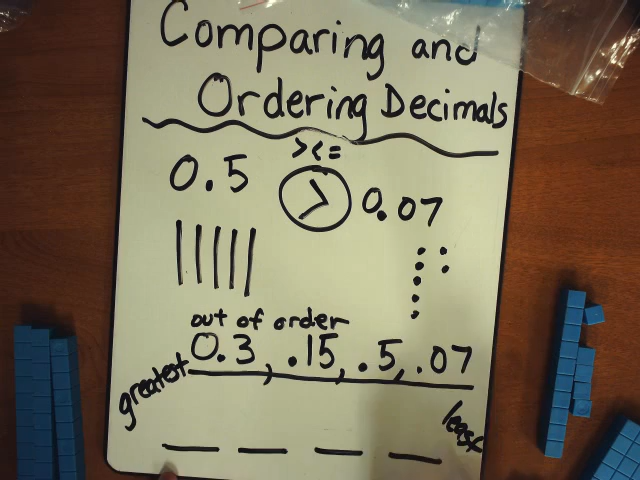 Comparing and
Ordering Decimals
> < =
0.5 > 0.07
out of order
0.3, .15, .5, .07
greatest
least